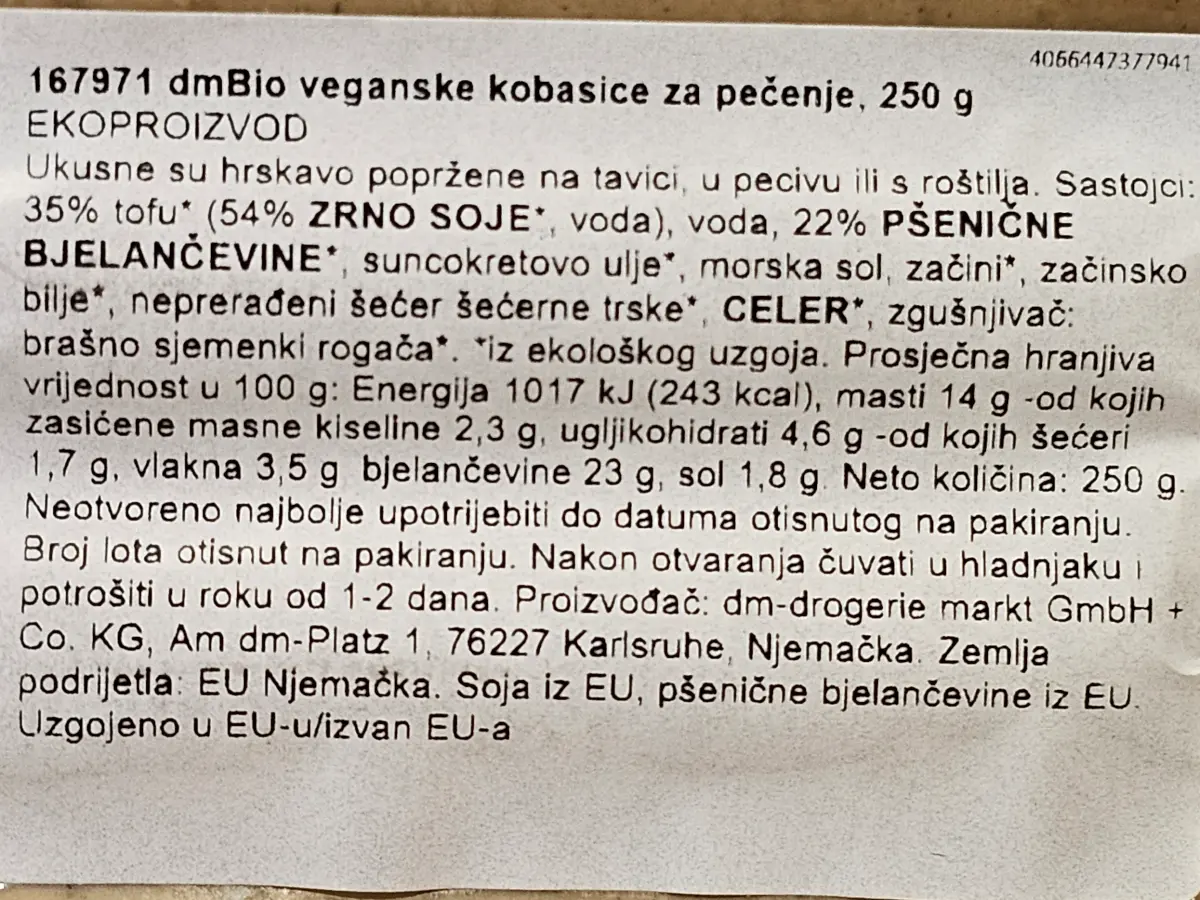 4066447377941
167971 dmBio veganske kobasice za pečenje, 250 g
EKOPROIZVOD
Ukusne su hrskavo popržene na tavici, u pecivu ili s roštilja. Sastojci:
35% tofu* (54% ZRNO SOJE*, voda), voda, 22% PŠENIČNE
BJELANČEVINE*, suncokretovo ulje*, morska sol, začini*, začinsko
bilje*, neprerađeni šećer šećerne trske*, CELER*, zgušnjivač:
brašno sjemenki rogača*. *iz ekološkog uzgoja. Prosječna hranjiva
vrijednost u 100 g: Energija 1017 kJ (243 kcal), masti 14 g -od kojih
zasićene masne kiseline 2,3 g, ugljikohidrati 4,6 g -od kojih šećeri
1,7 g, vlakna 3,5 g bjelančevine 23 g, sol 1,8 g. Neto količina: 250 g.
Neotvoreno najbolje upotrijebiti do datuma otisnutog na pakiranju.
Broj lota otisnut na pakiranju. Nakon otvaranja čuvati u hladnjaku i
potrošiti u roku od 1-2 dana. Proizvođač: dm-drogerie markt GmbH +
Co. KG, Am dm-Platz 1, 76227 Karlsruhe, Njemačka. Zemlja
podrijetla: EU Njemačka. Soja iz EU, pšenične bjelančevine iz EU.
Uzgojeno u EU-u/izvan EU-a